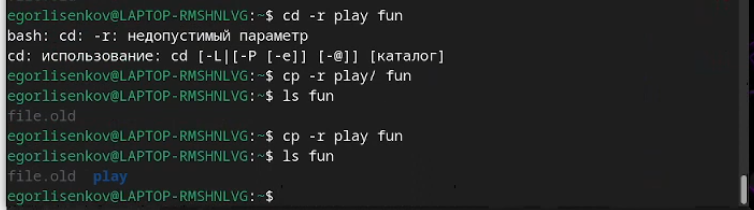 egorlisenkov@LAPTOP-RMSHNLVG:~$ cd -r play fun
bash: cd: -r: недопустимый параметр
cd: использование: cd [-L|[-P [-e]] [-@]] [каталог]
egorlisenkov@LAPTOP-RMSHNLVG:~$ cp -r play/ fun
egorlisenkov@LAPTOP-RMSHNLVG:~$ ls fun
file.old
egorlisenkov@LAPTOP-RMSHNLVG:~$ cp -r play fun
egorlisenkov@LAPTOP-RMSHNLVG:~$ ls fun
file.old  play
egorlisenkov@LAPTOP-RMSHNLVG:~$